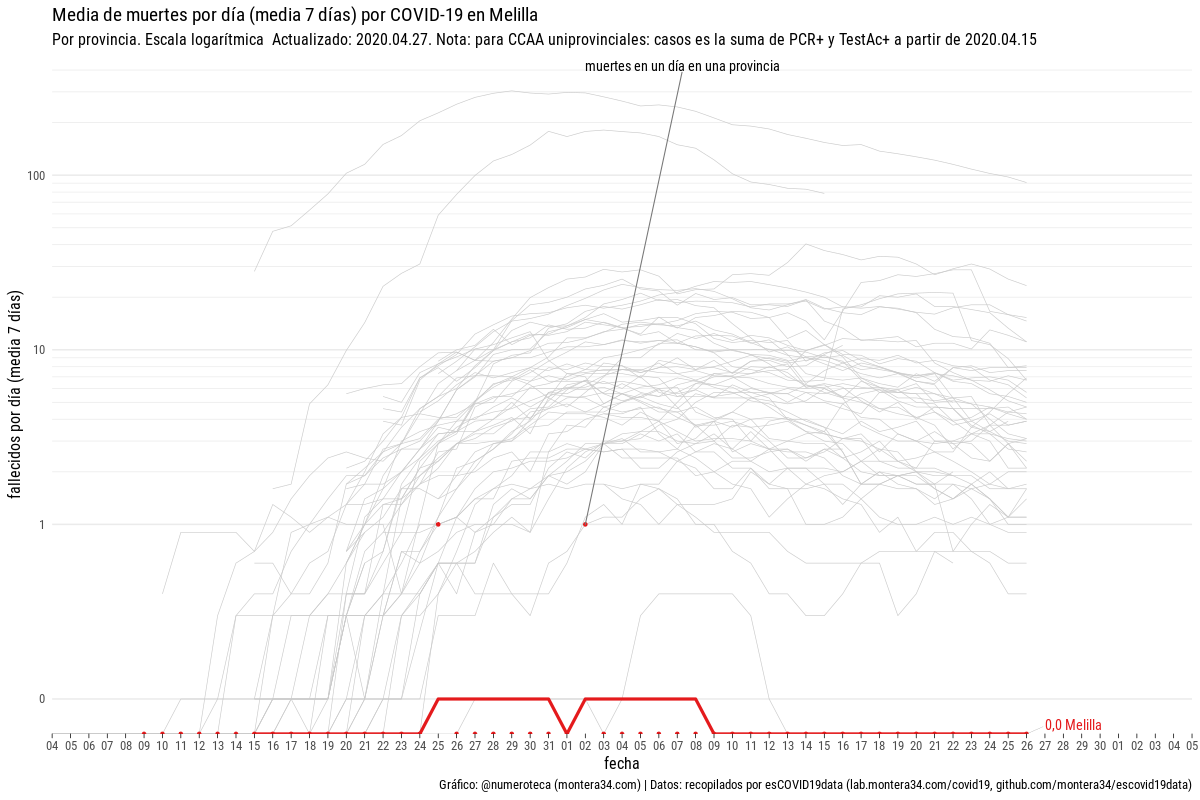 Media de muertes por día (media 7 días) por COVID-19 en Melilla
Por provincia. Escala logarítmica  Actualizado: 2020.04.27. Nota: para CCAA uniprovinciales: casos es la suma de PCR+ y TestAc+ a partir de 2020.04.15
muertes en un día en una provincia
fallecidos por día (media 7 días)
100
10
1
0
0,0 Melilla
04 05 06 07 08 09 10 11 12 13 14 15 16 17 18 19 20 21 22 23 24 25 26 27 28 29 30 31 01 02 03 04 05 06 07 08 09 10 11 12 13 14 15 16 17 18 19 20 21 22 23 24 25 26 27 28 29 30 01 02 03 04 05
fecha
Gráfico: @numeroteca (montera34.com) | Datos: recopilados por esCOVID19data (lab.montera34.com/covid19, github.com/montera34/escovid19data)